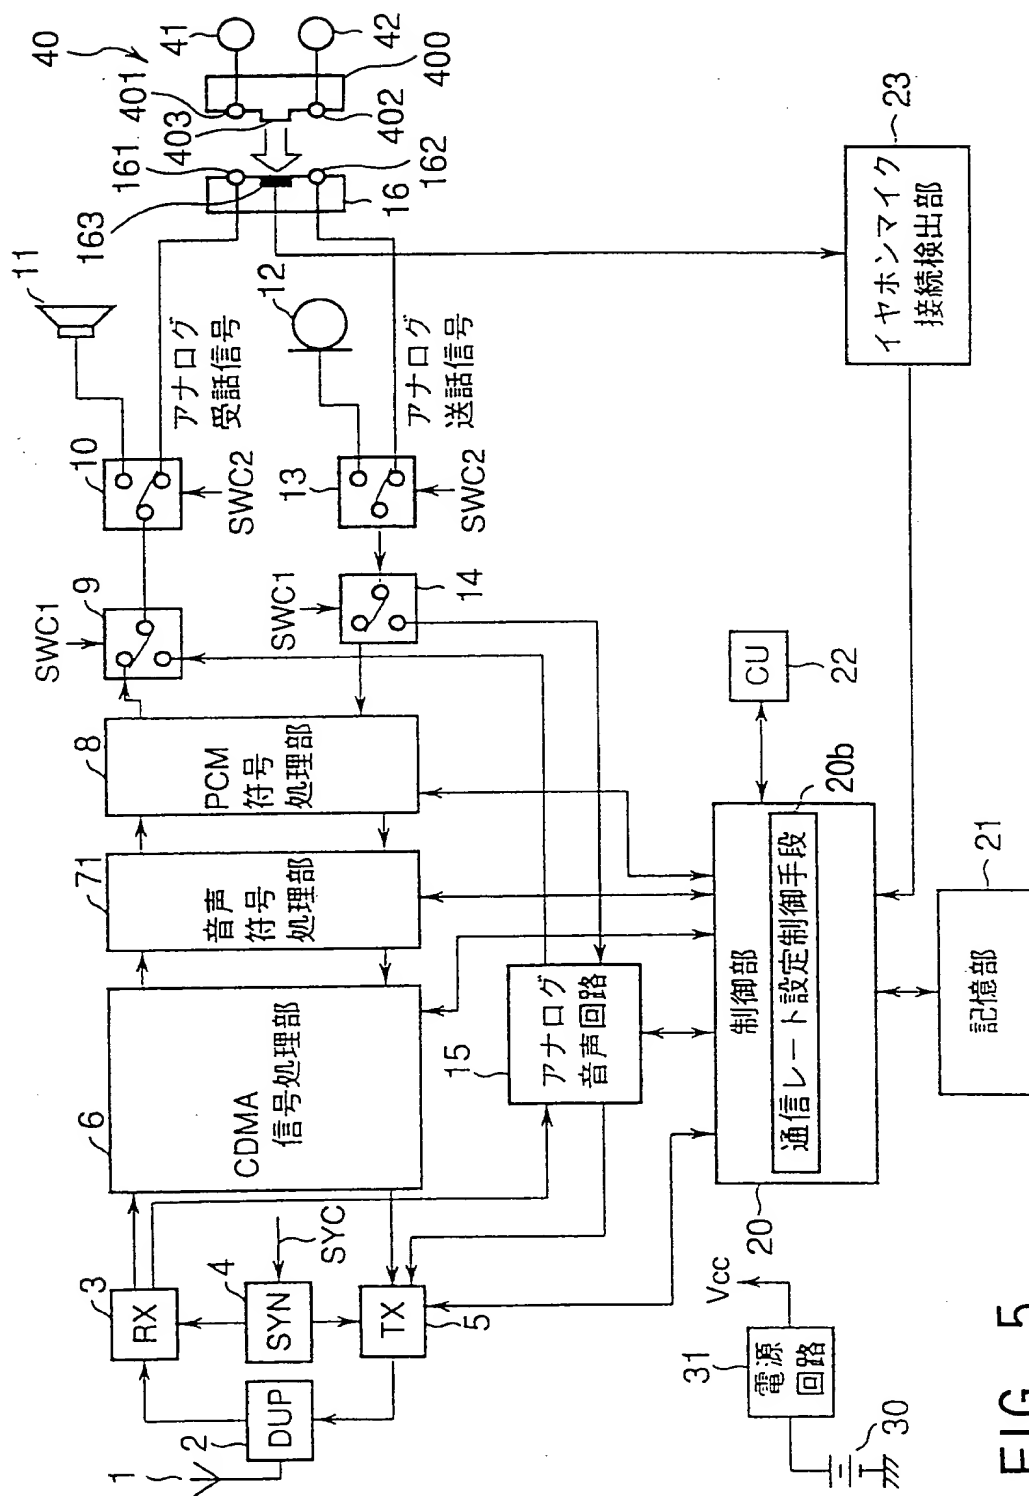 1
2
DUP
3
RX
4
SYN
SYC
TX
5
6
CDMA
信号処理部
71
音声
符号
処理部
8
PCM
符号
処理部
SWC1
9
10
SWC2
11
アナログ
受話信号
SWC1
14
13
SWC2
12
アナログ
送話信号
161
163
162
16
40
401
403
402
400
41
42
15
アナログ
音声回路
20
制御部
通信レート設定制御手段
20b
CU
22
記憶部
21
イヤホンマイク
接続検出部
23
30
31
電源
回路
Vcc
FIG. 5